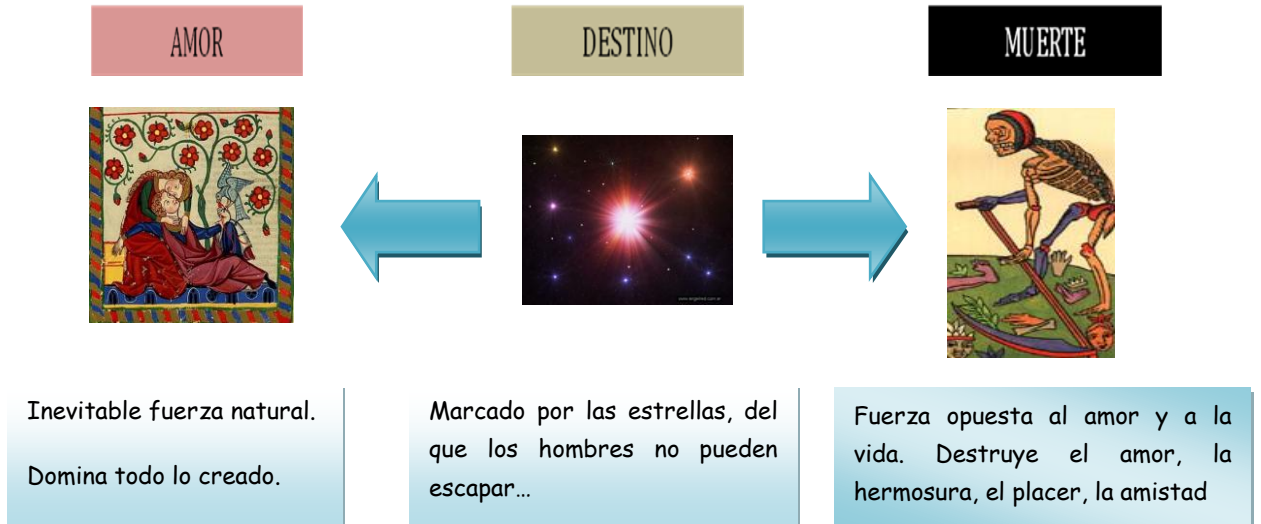 AMOR
DESTINO
MUERTE
Inevitable fuerza natural.
Domina todo lo creado.
Marcado por las estrellas, del
que los hombres no pueden
escapar...
Fuerza opuesta al amor y a la
vida. Destruye el amor, la
hermosura, el placer, la amistad